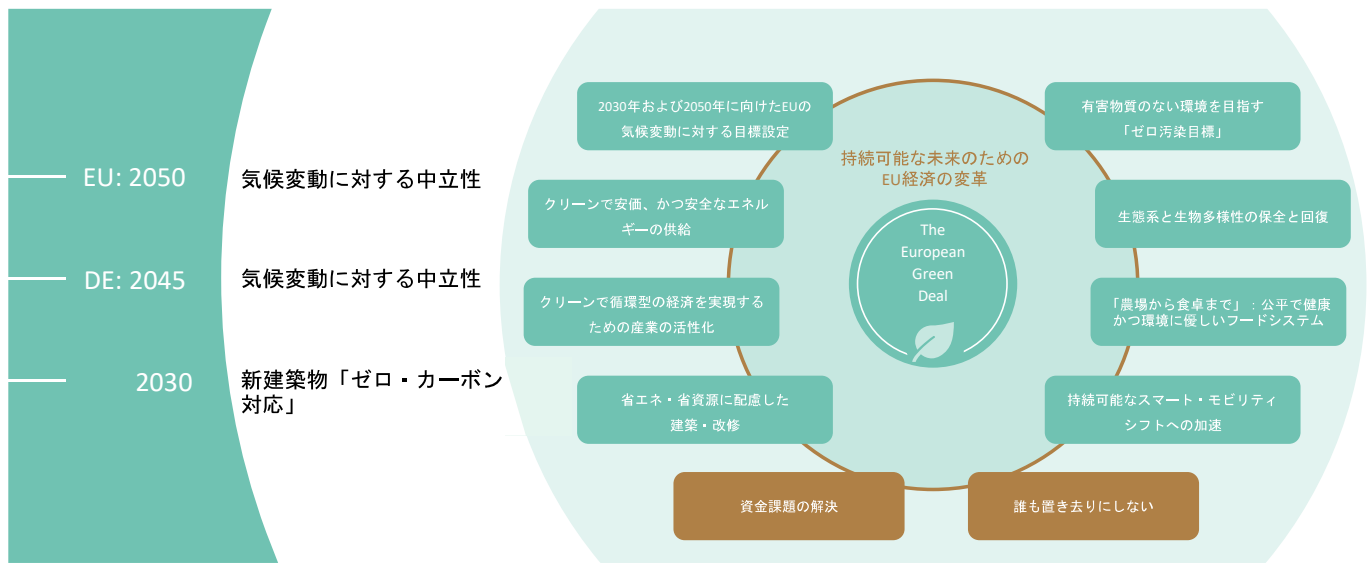 EU: 2050
気候変動に対する中立性
DE: 2045
気候変動に対する中立性
2030
新建築物「ゼロ・カーボン
対応」
2030年および2050年に向けたEUの
気候変動に対する目標設定
クリーンで安価、かつ安全なエネル
ギーの供給
クリーンで循環型の経済を実現する
ための産業の活性化
省エネ・省資源に配慮した
建築・改修
資金課題の解決
持続可能な未来のための
EU経済の変革
The
European
Green
Deal
有害物質のない環境を目指す
「ゼロ汚染目標」
生態系と生物多様性の保全と回復
「農場から食卓まで」：公平で健康
かつ環境に優しいフードシステム
持続可能なスマート・モビリティ
シフトへの加速
誰も置き去りにしない